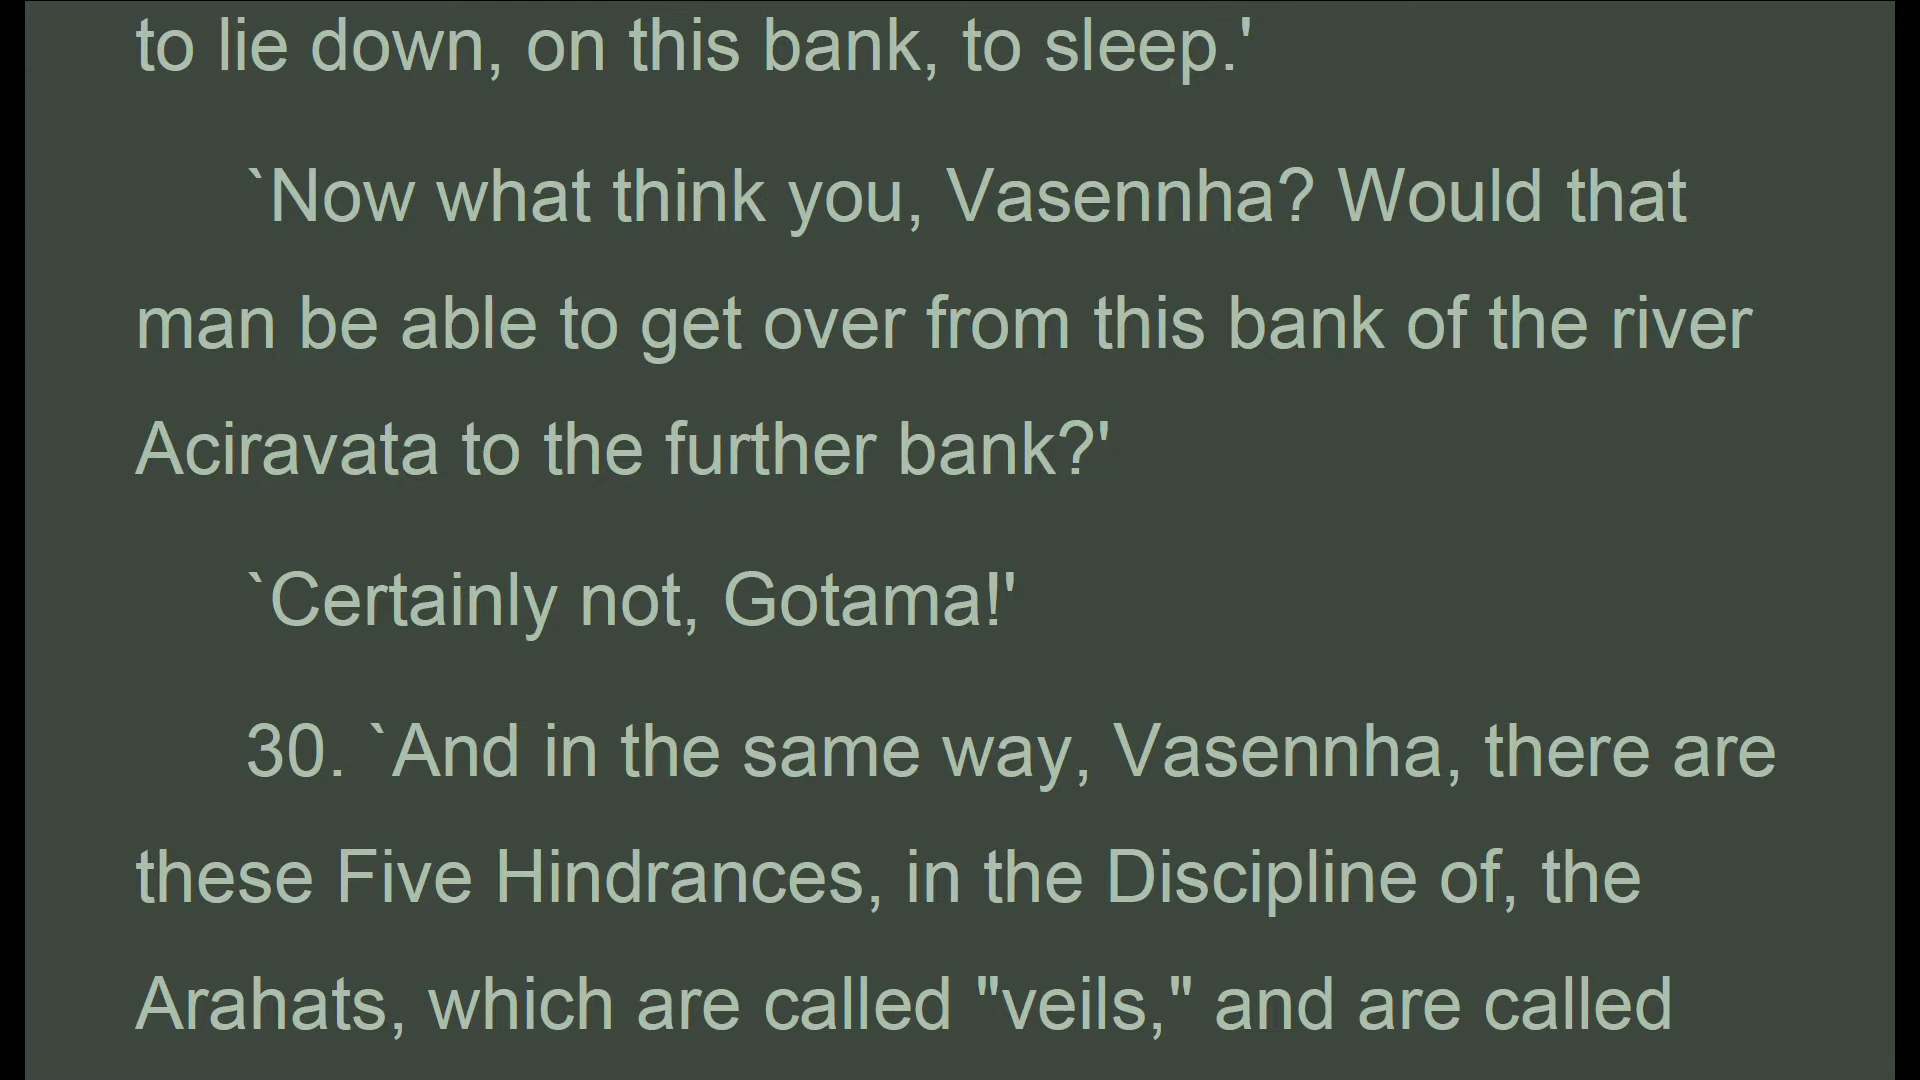 to lie down, on this bank, to sleep.'
`Now what think you, Vasennha? Would that
man be able to get over from this bank of the river
Aciravata to the further bank?'
`Certainly not, Gotama!'
30. `And in the same way, Vasennha, there are
these Five Hindrances, in the Discipline of, the
Arahats, which are called "veils," and are called